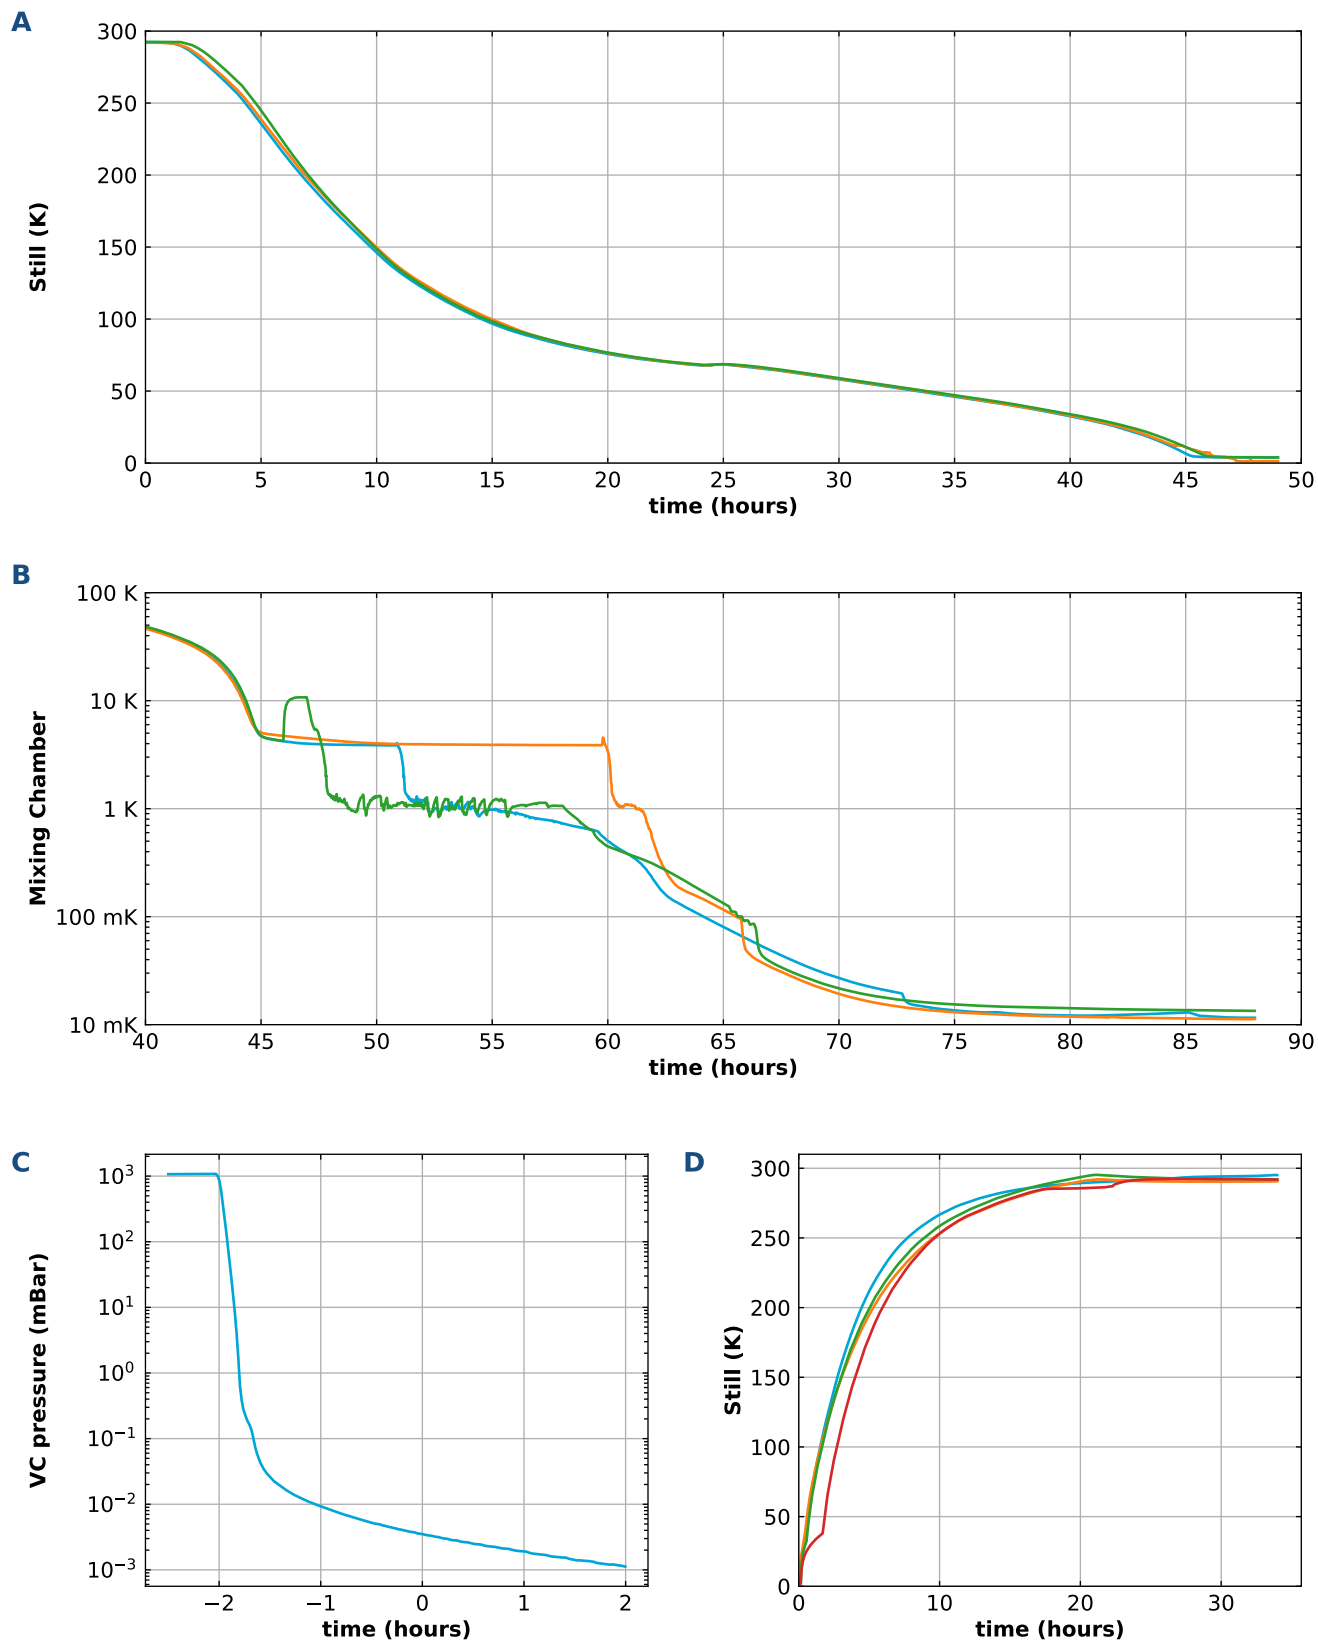 A
300
250
200
150
100
50
0
Still (K)
0 5 10 15 20 25 30 35 40 45 50
time (hours)
B
100 K
10 K
1 K
100 mK
10 mK
Mixing Chamber
40 45 50 55 60 65 70 75 80 85 90
time (hours)
C
10³
10²
10¹
10⁰
10⁻¹
10⁻²
10⁻³
VC pressure (mBar)
−2 −1 0 1 2
time (hours)
D
300
250
200
150
100
50
0
Still (K)
0 10 20 30
time (hours)